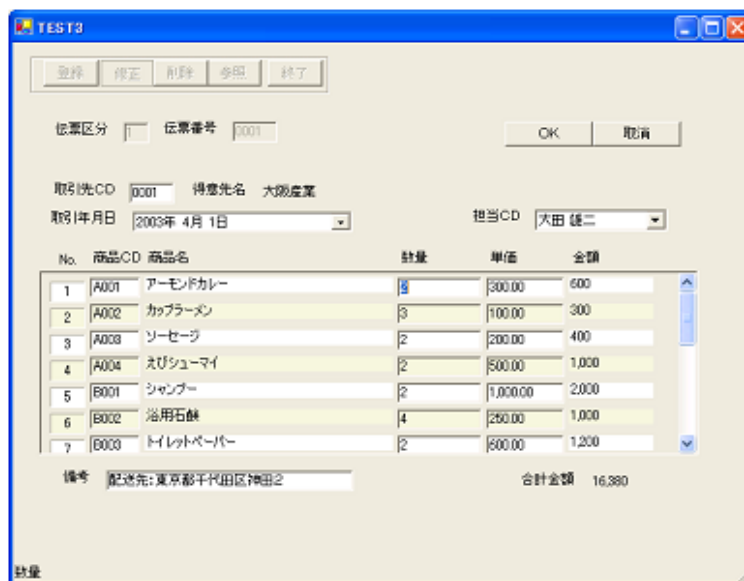 TEST3
登録 修正 削除 参照 終了
伝票区分 1 伝票番号 0001
OK 取消
取引先CD 0001 得意先名 大阪産業
取引年月日 2003年 4月 1日 担当CD 大田 雄二
No. 商品CD 商品名 数量 単価 金額
1 A001 アーモンドカレー 2 300.00 600
2 A002 カップラーメン 3 100.00 300
3 A003 ソーセージ 2 200.00 400
4 A004 えびシューマイ 2 500.00 1,000
5 B001 シャンプー 2 1,000.00 2,000
6 B002 浴用石鹸 4 250.00 1,000
7 B003 トイレットペーパー 2 600.00 1,200
備考 配送先:東京都千代田区神田2 合計金額 16,380
数量